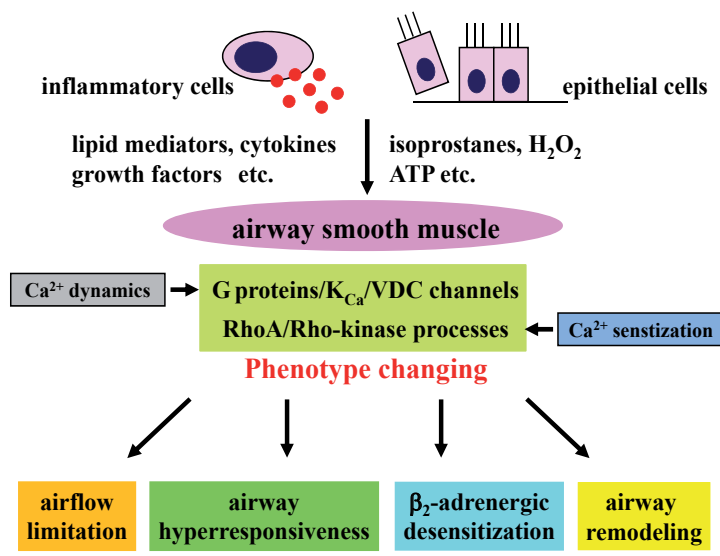 inflammatory cells
epithelial cells
lipid mediators, cytokines
growth factors etc.
isoprostanes, H₂O₂
ATP etc.
airway smooth muscle
Ca²⁺ dynamics
G proteins/K_Ca/VDC channels
RhoA/Rho-kinase processes
Ca²⁺ senstization
Phenotype changing
airflow
limitation
airway
hyperresponsiveness
β₂-adrenergic
desensitization
airway
remodeling